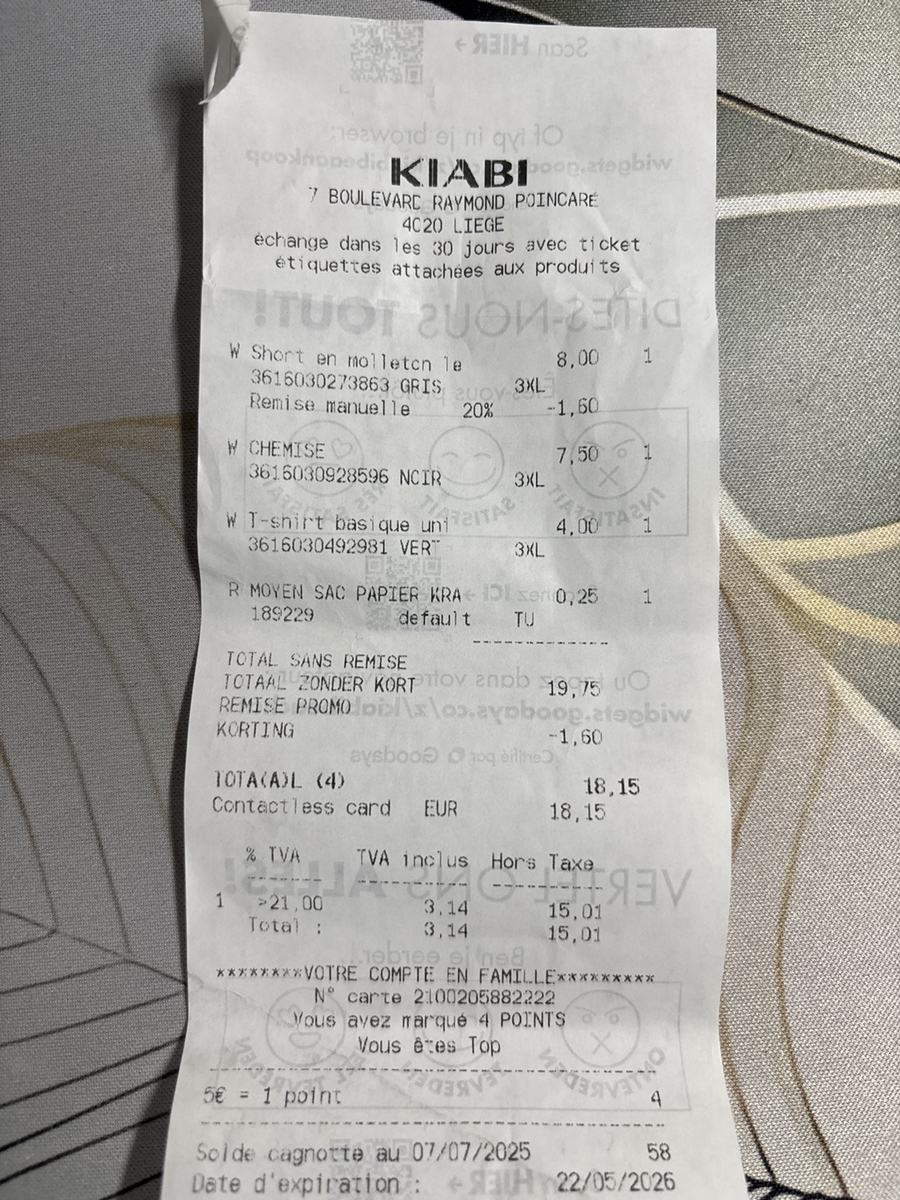 KIABI
7 BOULEVARD RAYMOND POINCARÉ
4020 LIEGE
échange dans les 30 jours avec ticket
étiquettes attachées aux produits
W Short en molleton le 8,00 1
3616030273863 GRIS 3XL
Remise manuelle 20% -1,60
W CHEMISE 7,50 1
3616030928596 NOIR 3XL
W T-shirt basique uni 4,00 1
3616030492981 VERT 3XL
R MOYEN SAC PAPIER KRA 0,25 1
189229 default TU
------------
TOTAL SANS REMISE
TOTAAL ZONDER KORT 19,75
REMISE PROMO
KORTING -1,60
TOTA(A)L (4) 18,15
Contactless card EUR 18,15
% TVA TVA inclus Hors Taxe
1 >21,00 3,14 15,01
Total : 3,14 15,01
********VOTRE COMPTE EN FAMILLE*********
N° carte 2100205882222
Vous avez marqué 4 POINTS
Vous êtes Top
5€ = 1 point 4
Solde cagnotte au 07/07/2025 58
Date d'expiration : 22/05/2026